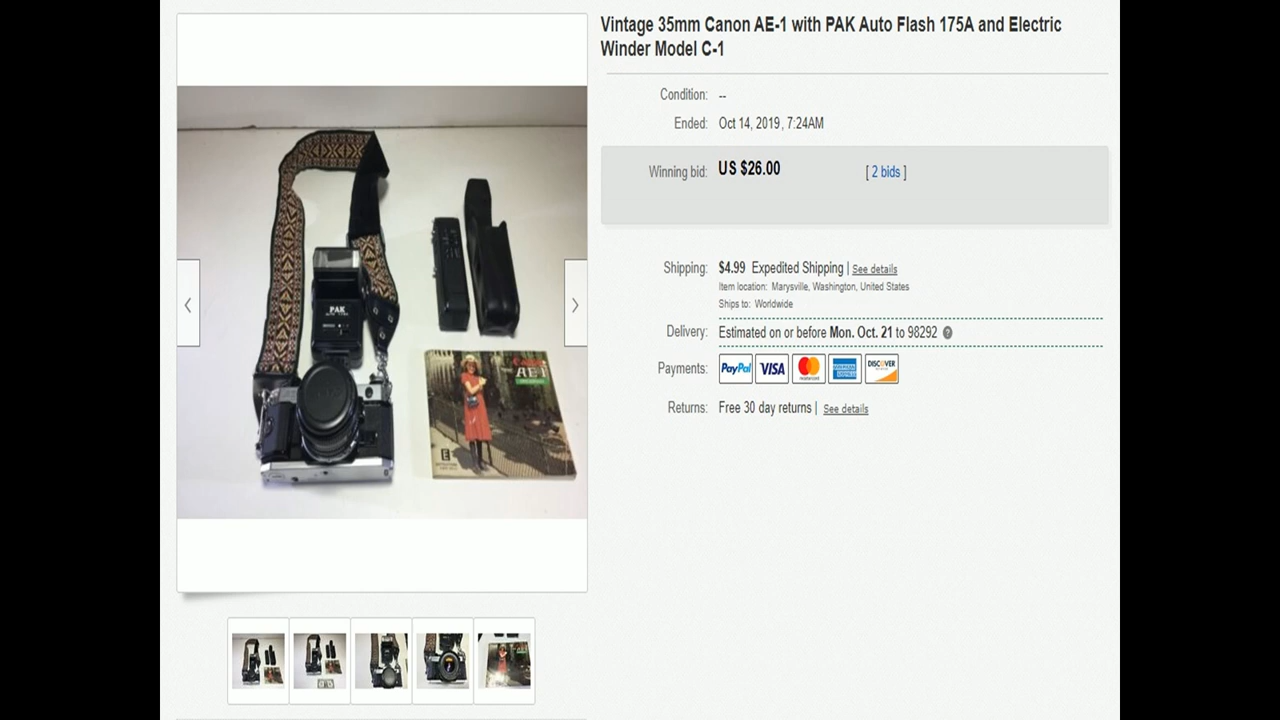 Vintage 35mm Canon AE-1 with PAK Auto Flash 175A and Electric
Winder Model C-1
Condition: --
Ended: Oct 14, 2019, 7:24AM
Winning bid: US $26.00 [ 2 bids ]
Shipping: $4.99 Expedited Shipping | See details
Item location: Marysville, Washington, United States
Ships to: Worldwide
Delivery: Estimated on or before Mon. Oct. 21 to 98292 ?
Payments: PayPal VISA mastercard AMERICAN EXPRESS DISCOVER
Returns: Free 30 day returns | See details
PAK
AE-1
E